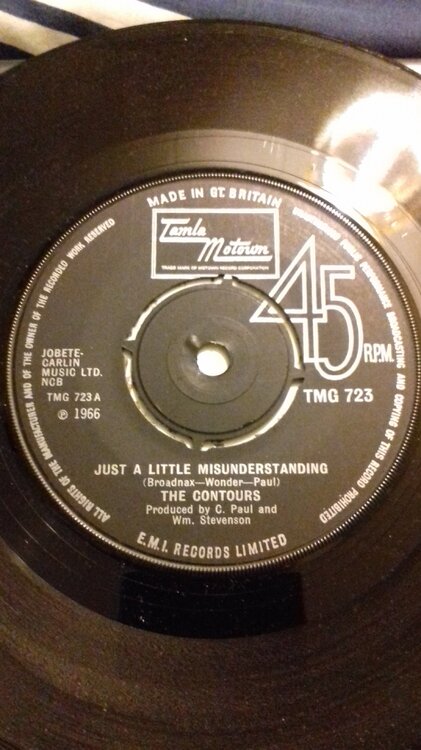 MADE IN GT. BRITAIN
UNAUTHORISED PUBLIC PERFORMANCE BROADCASTING AND COPYING OF THIS RECORD PROHIBITED
ALL RIGHTS OF THE MANUFACTURER AND OF THE OWNER OF THE RECORDED WORK RESERVED
Tamla
Motown
TRADE MARK OF MOTOWN RECORD CORPORATION
45
R.P.M.
JOBETE-
CARLIN
MUSIC LTD.
NCB
TMG 723 A
℗ 1966
TMG 723
JUST A LITTLE MISUNDERSTANDING
(Broadnax—Wonder—Paul)
THE CONTOURS
Produced by C. Paul and
Wm. Stevenson
E.M.I. RECORDS LIMITED